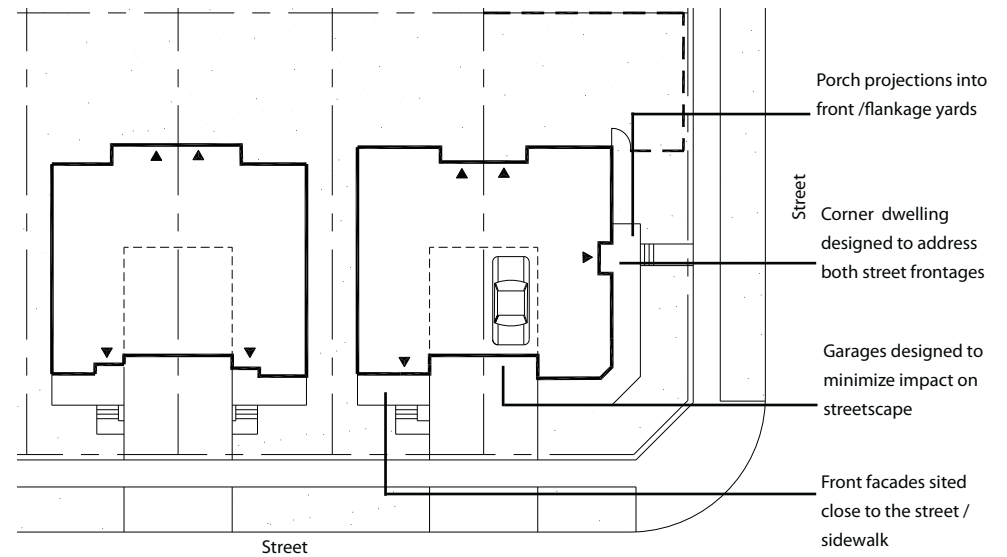 Porch projections into
front /flankage yards
Street
Corner dwelling
designed to address
both street frontages
Garages designed to
minimize impact on
streetscape
Front facades sited
close to the street /
sidewalk
Street